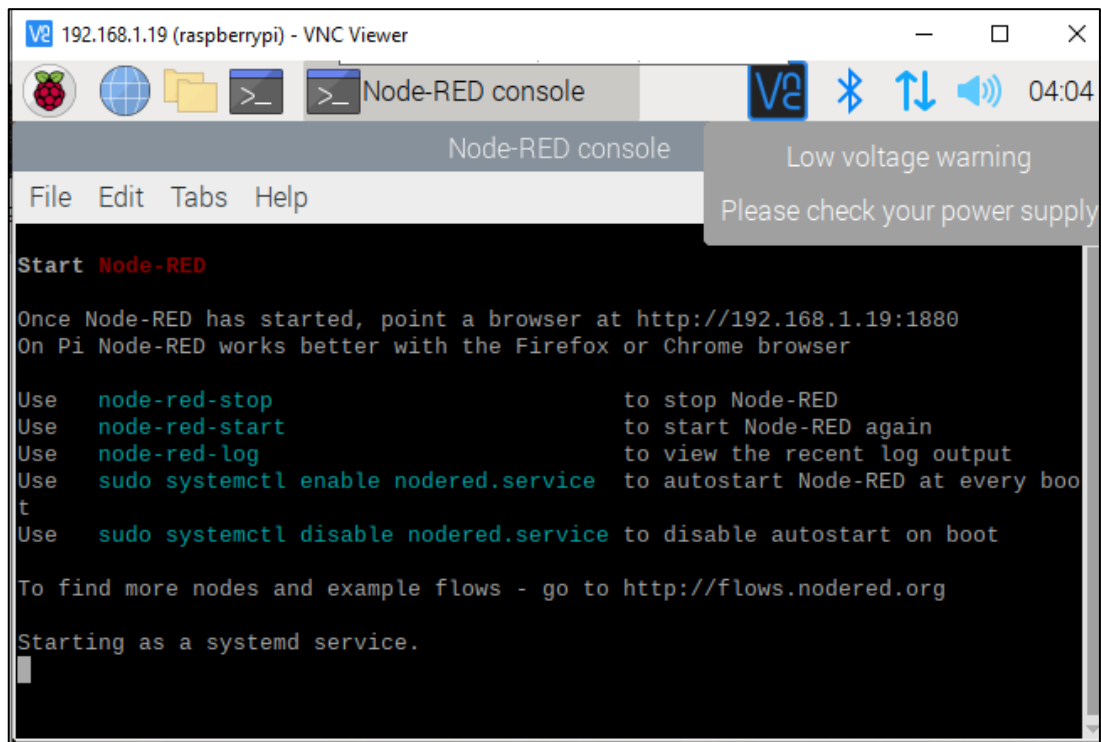 192.168.1.19 (raspberrypi) - VNC Viewer
Node-RED console
04:04
Node-RED console
Low voltage warning
Please check your power supply
File Edit Tabs Help
Start Node-RED
Once Node-RED has started, point a browser at http://192.168.1.19:1880
On Pi Node-RED works better with the Firefox or Chrome browser
Use node-red-stop to stop Node-RED
Use node-red-start to start Node-RED again
Use node-red-log to view the recent log output
Use sudo systemctl enable nodered.service to autostart Node-RED at every boo
t
Use sudo systemctl disable nodered.service to disable autostart on boot
To find more nodes and example flows - go to http://flows.nodered.org
Starting as a systemd service.